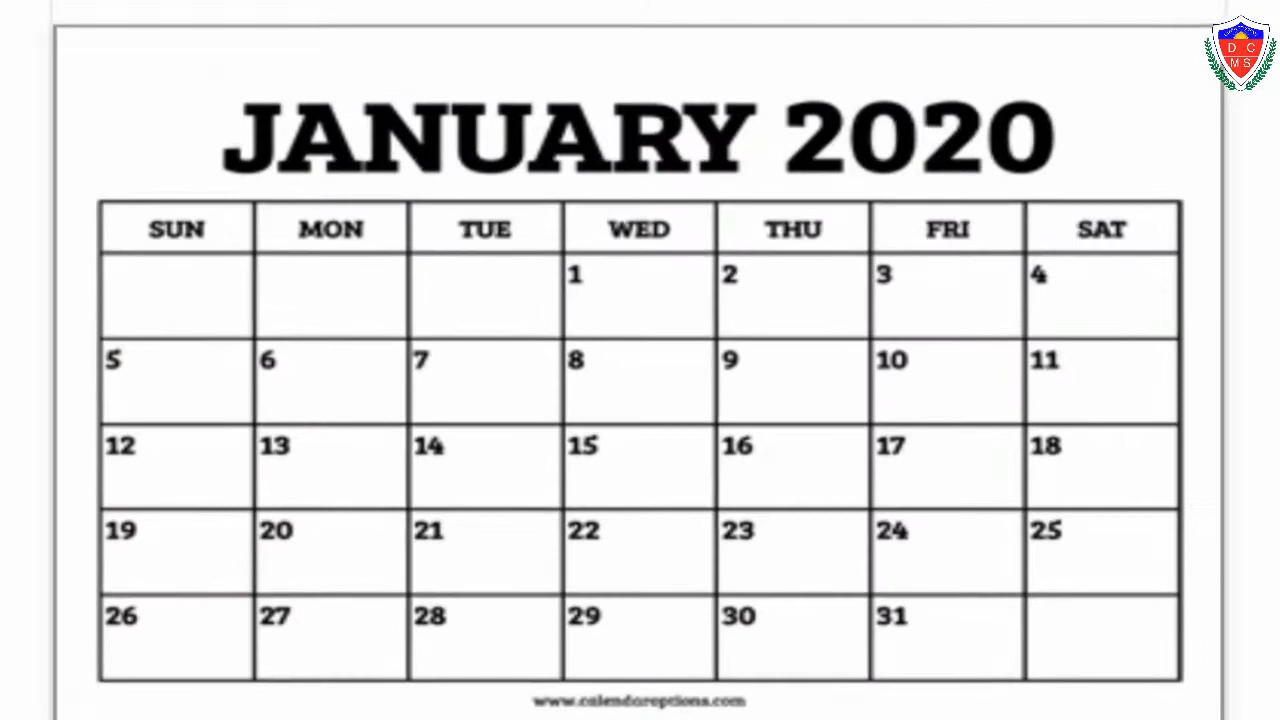 D C
M S
JANUARY 2020
SUN MON TUE WED THU FRI SAT
1 2 3 4
5 6 7 8 9 10 11
12 13 14 15 16 17 18
19 20 21 22 23 24 25
26 27 28 29 30 31
www.calendaroptions.com